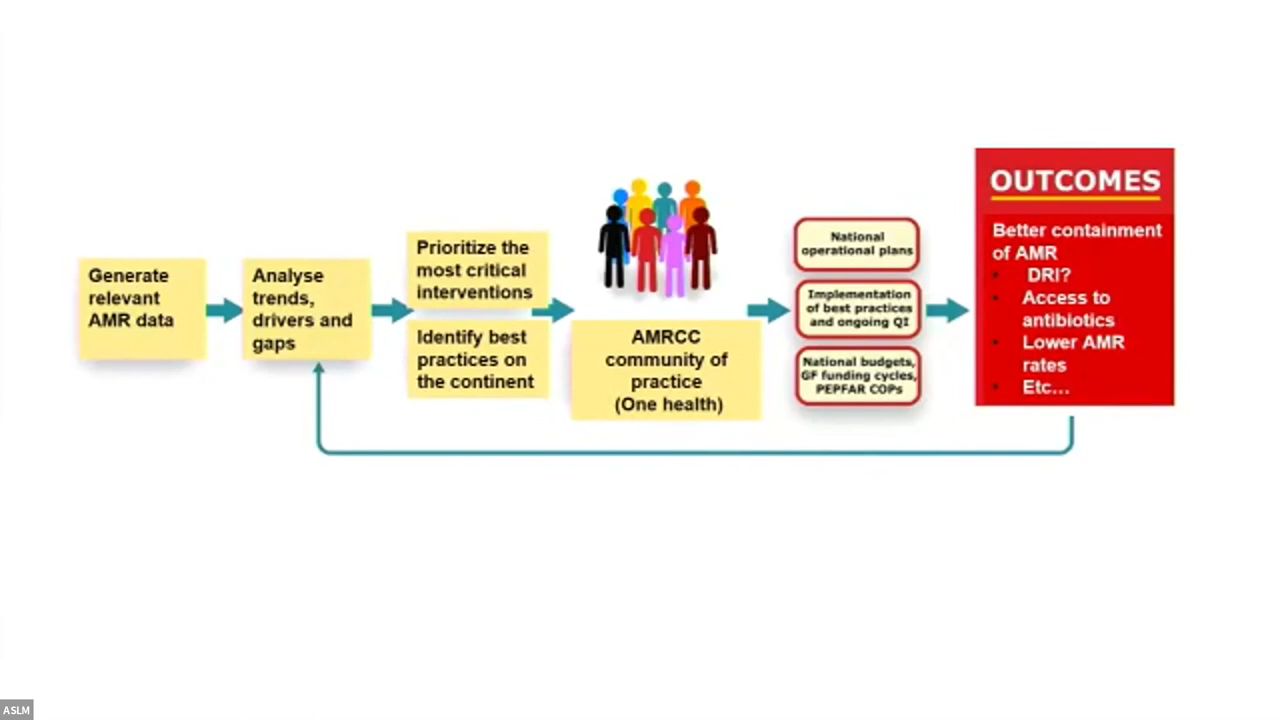 Generate
relevant
AMR data
Analyse
trends,
drivers and
gaps
Prioritize the
most critical
interventions
Identify best
practices on
the continent
AMRCC
community of
practice
(One health)
National
operational plans
Implementation
of best practices
and ongoing QI
National budgets,
GF funding cycles,
PEPFAR COPs
OUTCOMES
Better containment
of AMR
• DRI?
• Access to
antibiotics
• Lower AMR
rates
• Etc...
ASLM